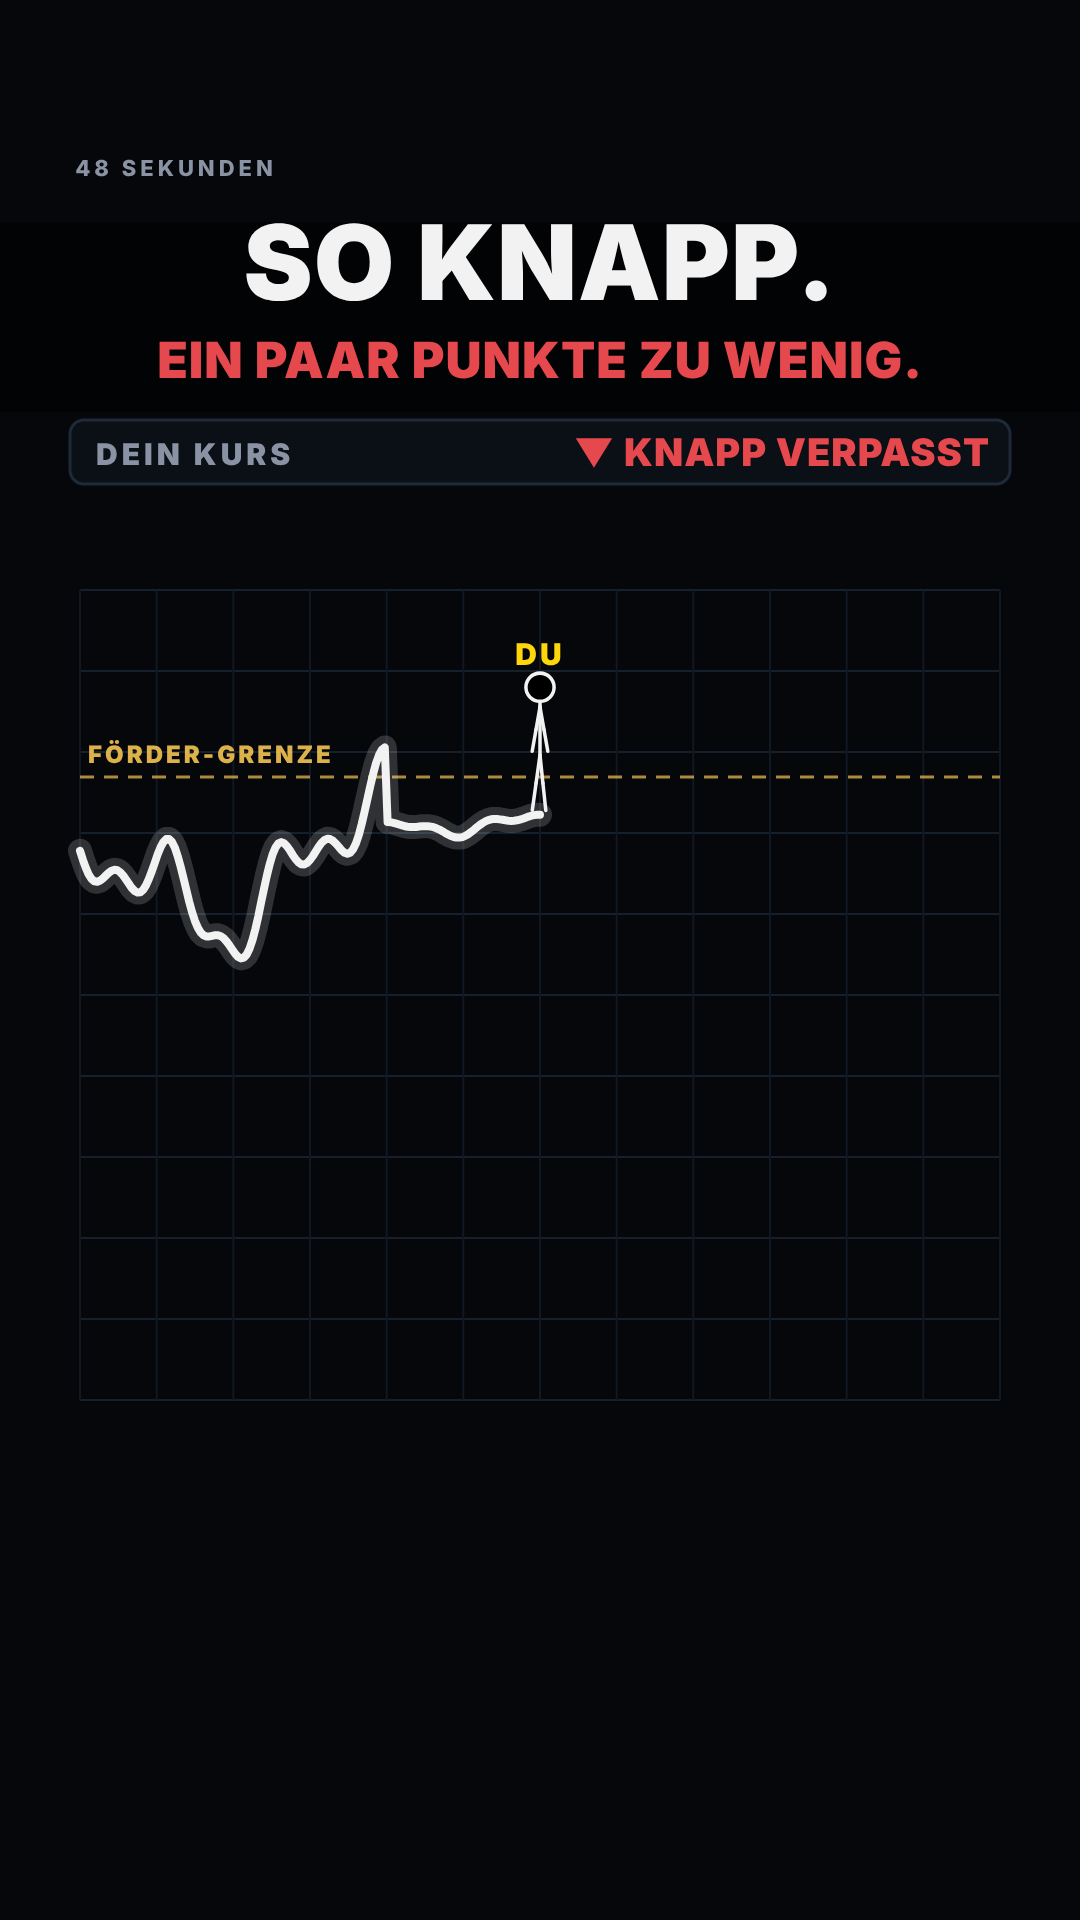 48 SEKUNDEN
SO KNAPP.
EIN PAAR PUNKTE ZU WENIG.
DEIN KURS
▼ KNAPP VERPASST
DU
FÖRDER-GRENZE